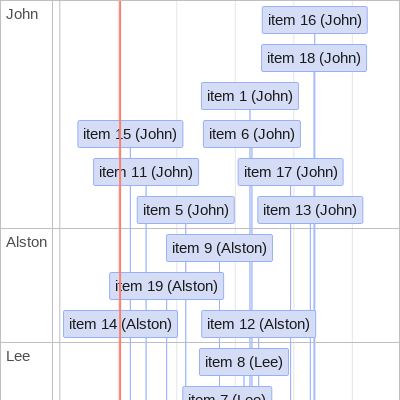 John
item 16 (John)
item 18 (John)
item 1 (John)
item 15 (John)
item 6 (John)
item 11 (John)
item 17 (John)
item 5 (John)
item 13 (John)
Alston
item 9 (Alston)
item 19 (Alston)
item 14 (Alston)
item 12 (Alston)
Lee
item 8 (Lee)
item 7 (Lee)